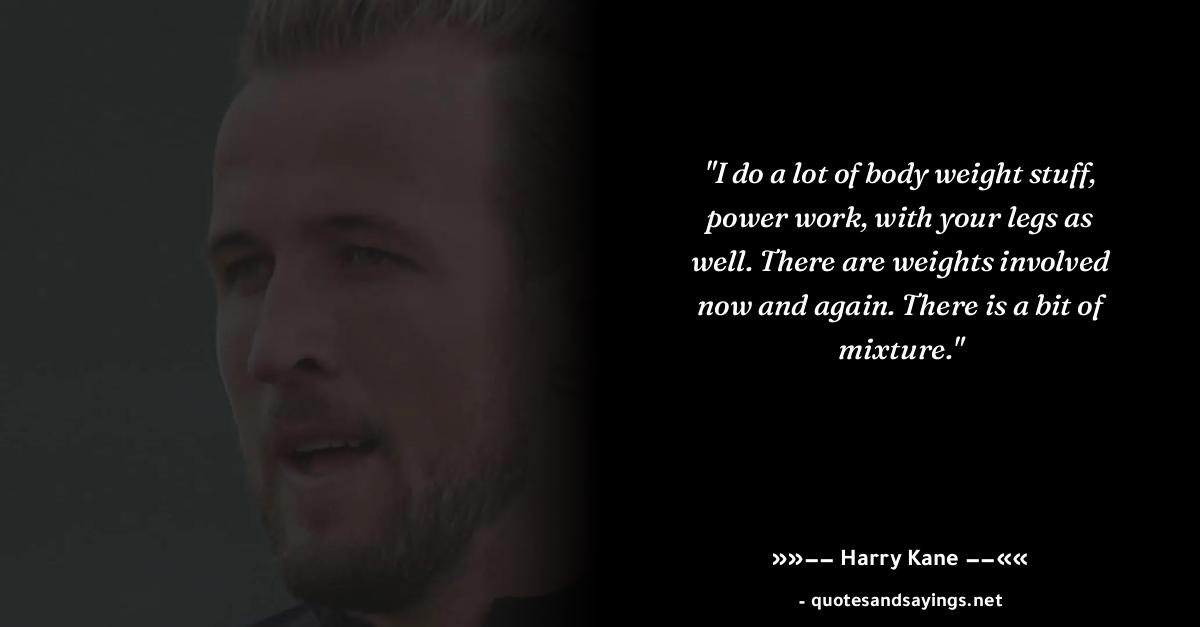 "I do a lot of body weight stuff,
power work, with your legs as
well. There are weights involved
now and again. There is a bit of
mixture."
»»−− Harry Kane −−««
- quotesandsayings.net